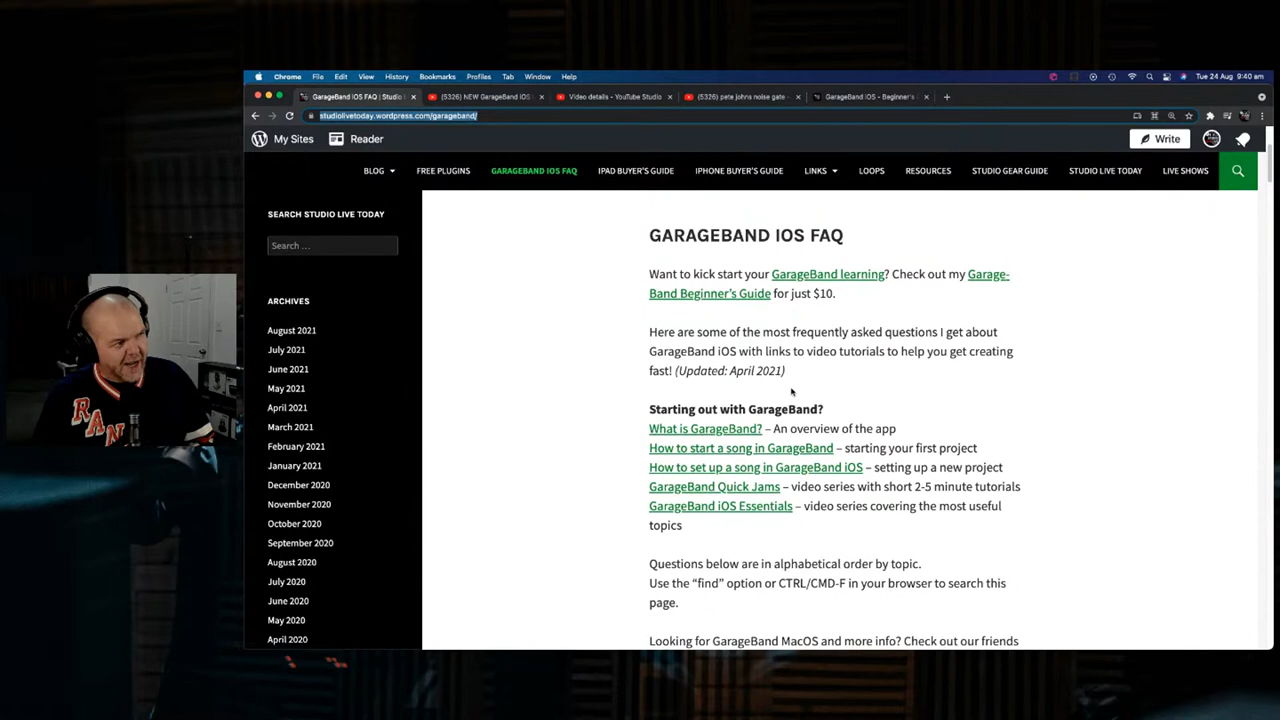 Chrome File Edit View History Bookmarks Profiles Tab Window Help Tue 24 Aug 9:40 am
GarageBand iOS FAQ | Studio L (5326) NEW GarageBand iOS Video details - YouTube Studio (5326) pete johns noise gate - GarageBand iOS - Beginner's
studiolivetoday.wordpress.com/garageband/
My Sites Reader Write
BLOG FREE PLUGINS GARAGEBAND IOS FAQ IPAD BUYER'S GUIDE IPHONE BUYER'S GUIDE LINKS LOOPS RESOURCES STUDIO GEAR GUIDE STUDIO LIVE TODAY LIVE SHOWS
SEARCH STUDIO LIVE TODAY
Search …
ARCHIVES
August 2021
July 2021
June 2021
May 2021
April 2021
March 2021
February 2021
January 2021
December 2020
November 2020
October 2020
September 2020
August 2020
July 2020
June 2020
May 2020
April 2020
GARAGEBAND IOS FAQ
Want to kick start your GarageBand learning? Check out my Garage-
Band Beginner's Guide for just $10.
Here are some of the most frequently asked questions I get about
GarageBand iOS with links to video tutorials to help you get creating
fast! (Updated: April 2021)
Starting out with GarageBand?
What is GarageBand? – An overview of the app
How to start a song in GarageBand – starting your first project
How to set up a song in GarageBand iOS – setting up a new project
GarageBand Quick Jams – video series with short 2-5 minute tutorials
GarageBand iOS Essentials – video series covering the most useful
topics
Questions below are in alphabetical order by topic.
Use the “find” option or CTRL/CMD-F in your browser to search this
page.
Looking for GarageBand MacOS and more info? Check out our friends
RAN